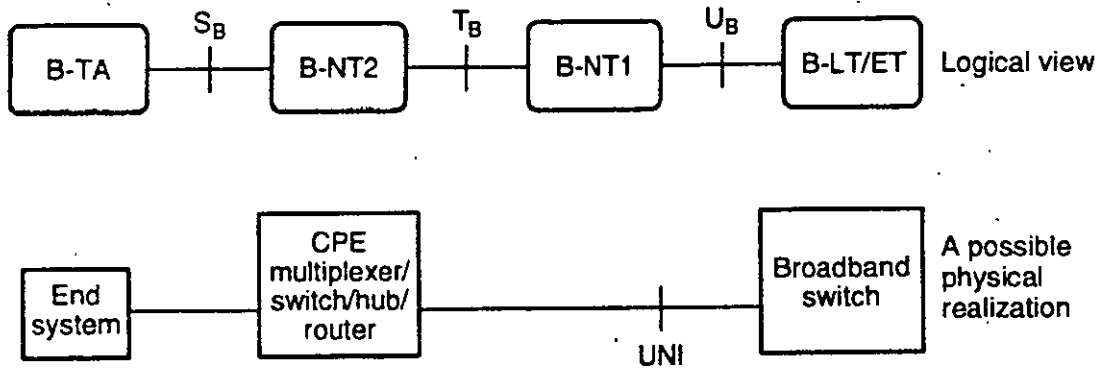 S_B
T_B
U_B
B-TA
B-NT2
B-NT1
B-LT/ET
Logical view
End
system
CPE
multiplexer/
switch/hub/
router
UNI
Broadband
switch
A possible
physical
realization